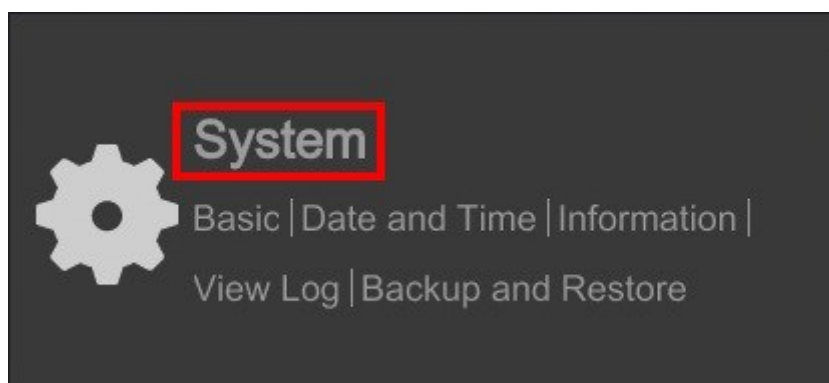 System
Basic | Date and Time | Information |
View Log | Backup and Restore